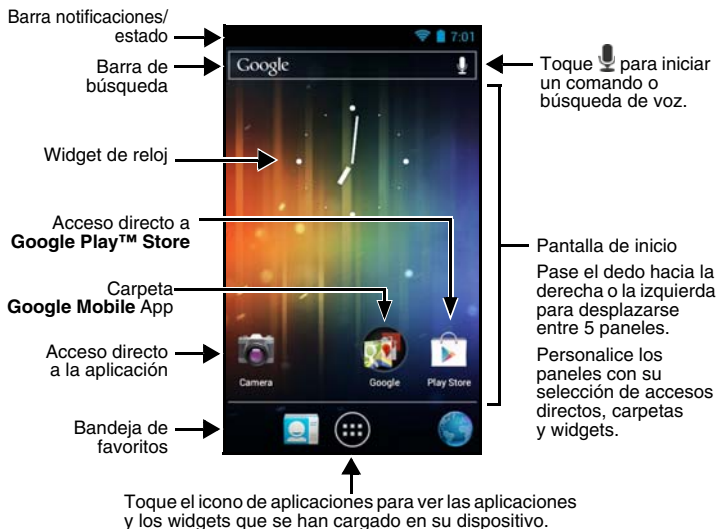 Barra notificaciones/
estado
Barra de
búsqueda
Widget de reloj
Acceso directo a
Google Play™ Store
Carpeta
Google Mobile App
Acceso directo
a la aplicación
Bandeja de
favoritos
7:01
Google
Camera
Google
Play Store
Toque para iniciar
un comando o
búsqueda de voz.
Pantalla de inicio
Pase el dedo hacia la
derecha o la izquierda
para desplazarse
entre 5 paneles.
Personalice los
paneles con su
selección de accesos
directos, carpetas
y widgets.
Toque el icono de aplicaciones para ver las aplicaciones
y los widgets que se han cargado en su dispositivo.